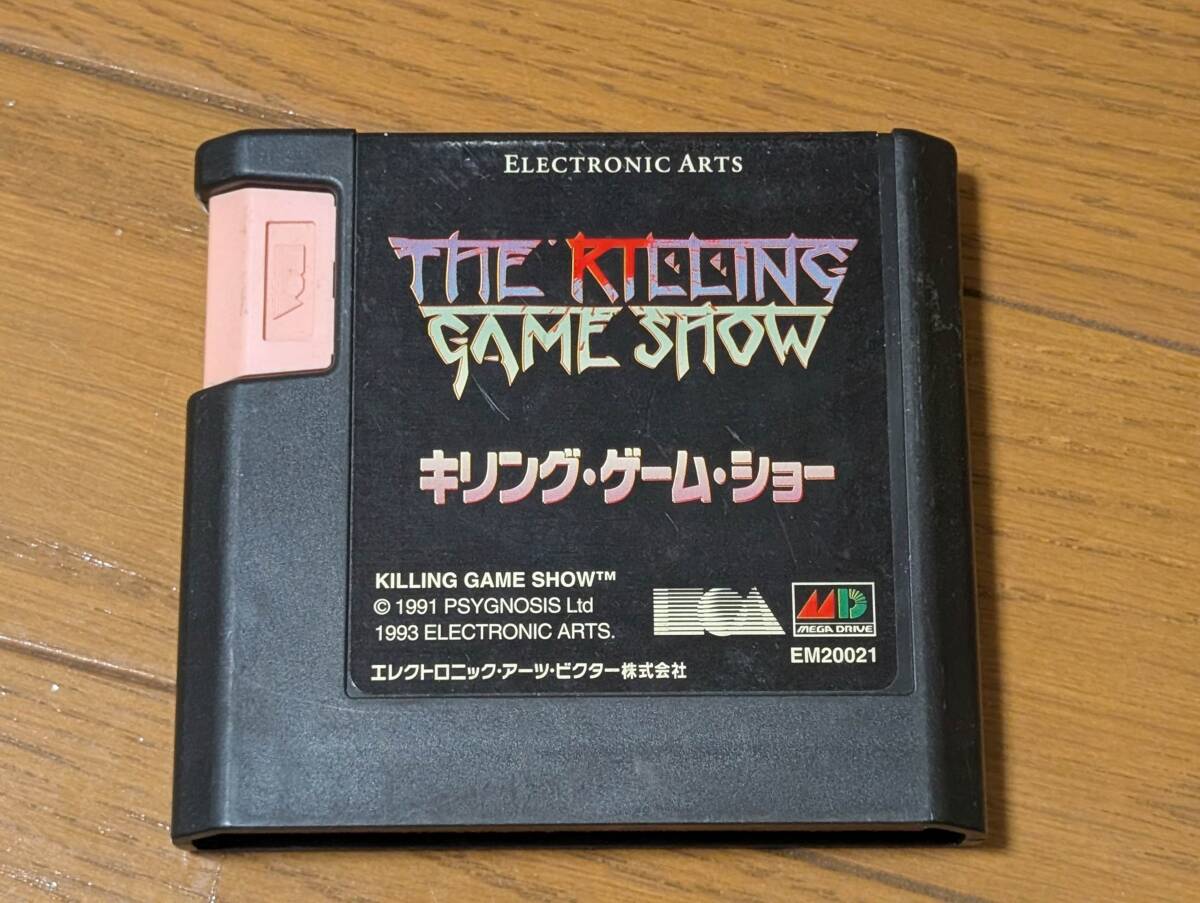 ELECTRONIC ARTS
THE KILLING
GAME SHOW
キリング・ゲーム・ショー
KILLING GAME SHOW™
© 1991 PSYGNOSIS Ltd
1993 ELECTRONIC ARTS.
EA
MEGA DRIVE
EM20021
エレクトロニック・アーツ・ビクター株式会社